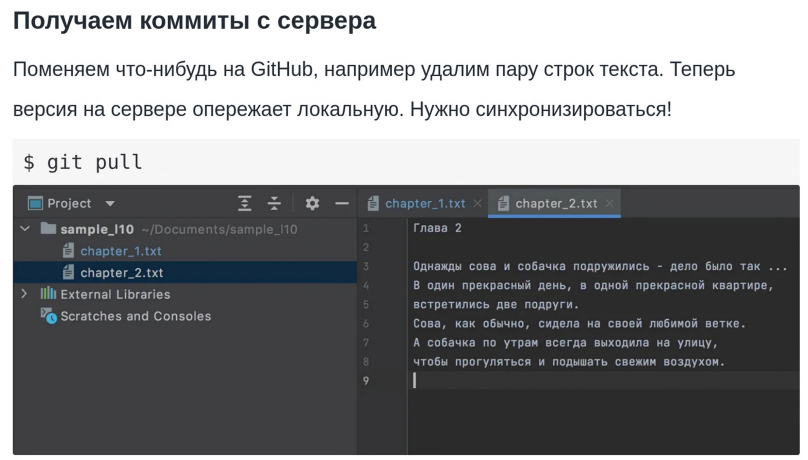 Получаем коммиты с сервера
Поменяем что-нибудь на GitHub, например удалим пару строк текста. Теперь
версия на сервере опережает локальную. Нужно синхронизироваться!
$ git pull
Project
chapter_1.txt
chapter_2.txt
sample_l10 ~/Documents/sample_l10
chapter_1.txt
chapter_2.txt
External Libraries
Scratches and Consoles
1 Глава 2
2
3 Однажды сова и собачка подружились - дело было так ...
4 В один прекрасный день, в одной прекрасной квартире,
5 встретились две подруги.
6 Сова, как обычно, сидела на своей любимой ветке.
7 А собачка по утрам всегда выходила на улицу,
8 чтобы прогуляться и подышать свежим воздухом.
9